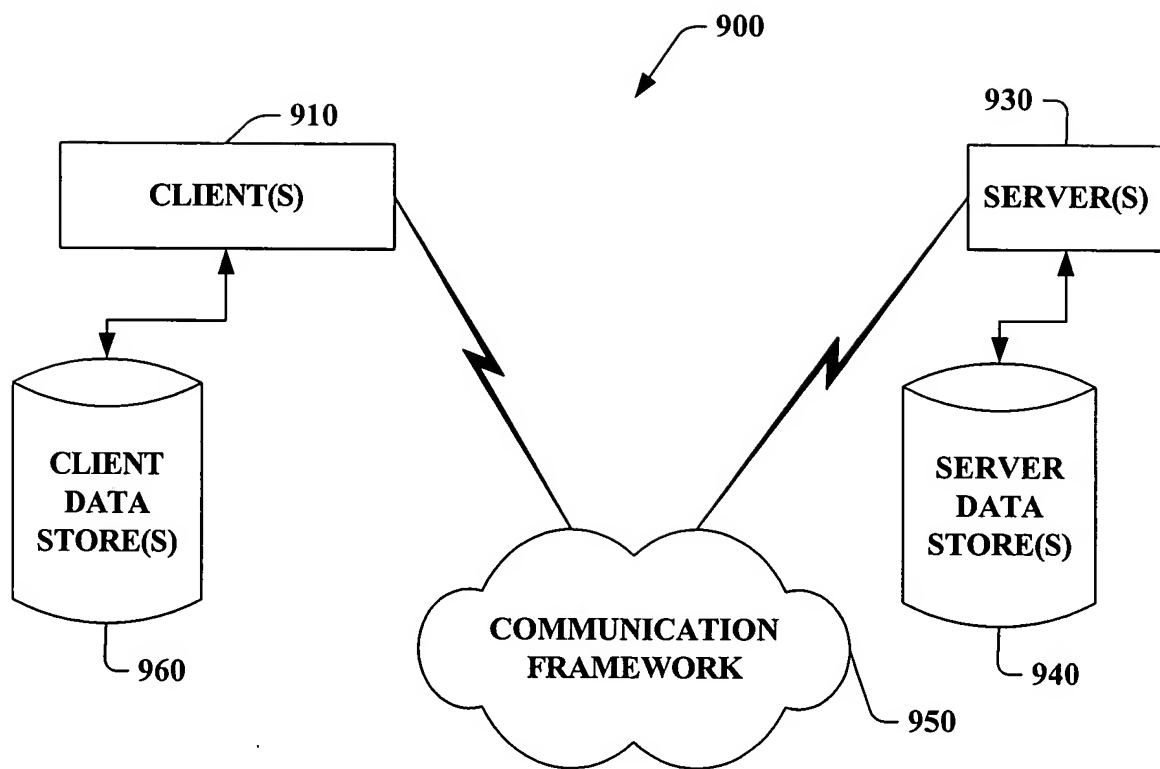 900
910
930
CLIENT(S)
SERVER(S)
CLIENT
DATA
STORE(S)
SERVER
DATA
STORE(S)
COMMUNICATION
FRAMEWORK
960
940
950